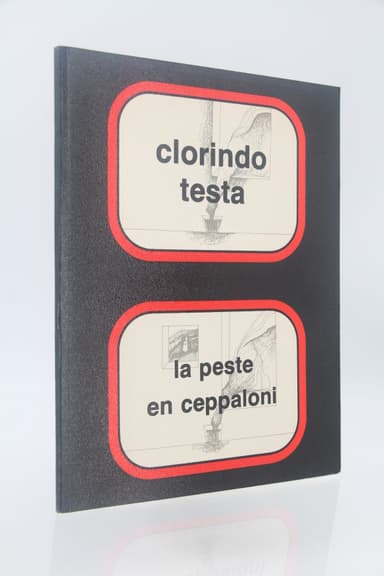 clorindo
testa
la peste
en ceppaloni